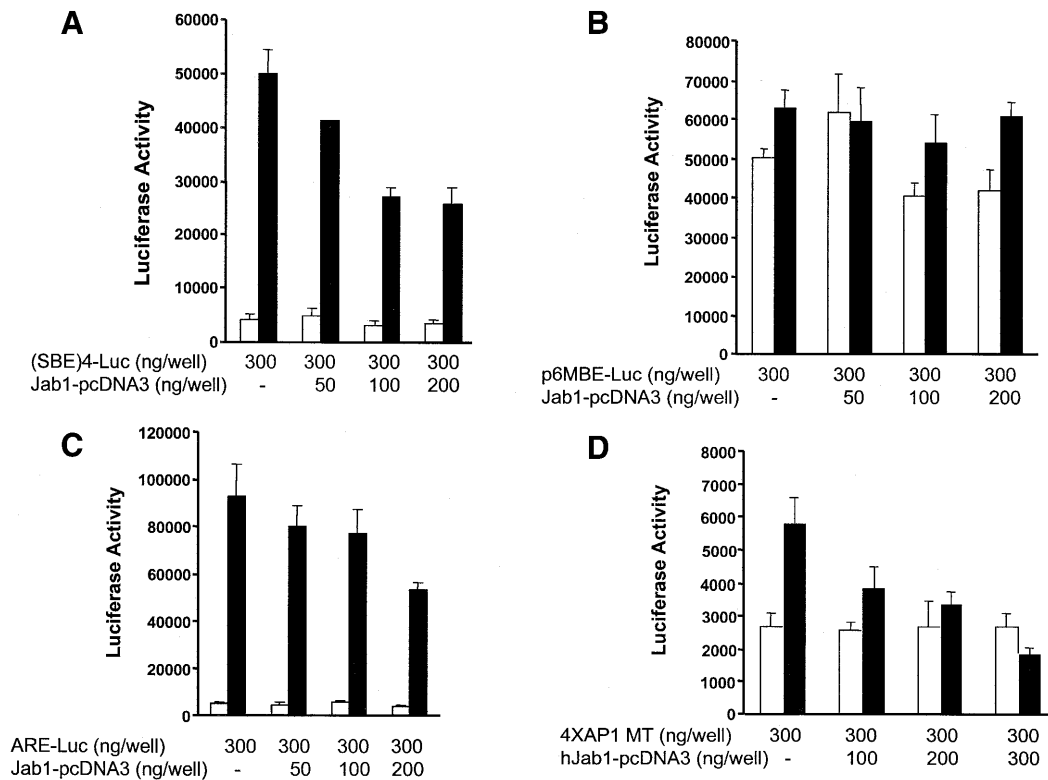 A
60000
50000
40000
30000
20000
10000
0
Luciferase Activity
(SBE)4-Luc (ng/well) 300 300 300 300
Jab1-pcDNA3 (ng/well) - 50 100 200
B
80000
70000
60000
50000
40000
30000
20000
10000
0
Luciferase Activity
p6MBE-Luc (ng/well) 300 300 300 300
Jab1-pcDNA3 (ng/well) - 50 100 200
C
120000
100000
80000
60000
40000
20000
0
Luciferase Activity
ARE-Luc (ng/well) 300 300 300 300
Jab1-pcDNA3 (ng/well) - 50 100 200
D
8000
7000
6000
5000
4000
3000
2000
1000
0
Luciferase Activity
4XAP1 MT (ng/well) 300 300 300 300
hJab1-pcDNA3 (ng/well) - 100 200 300